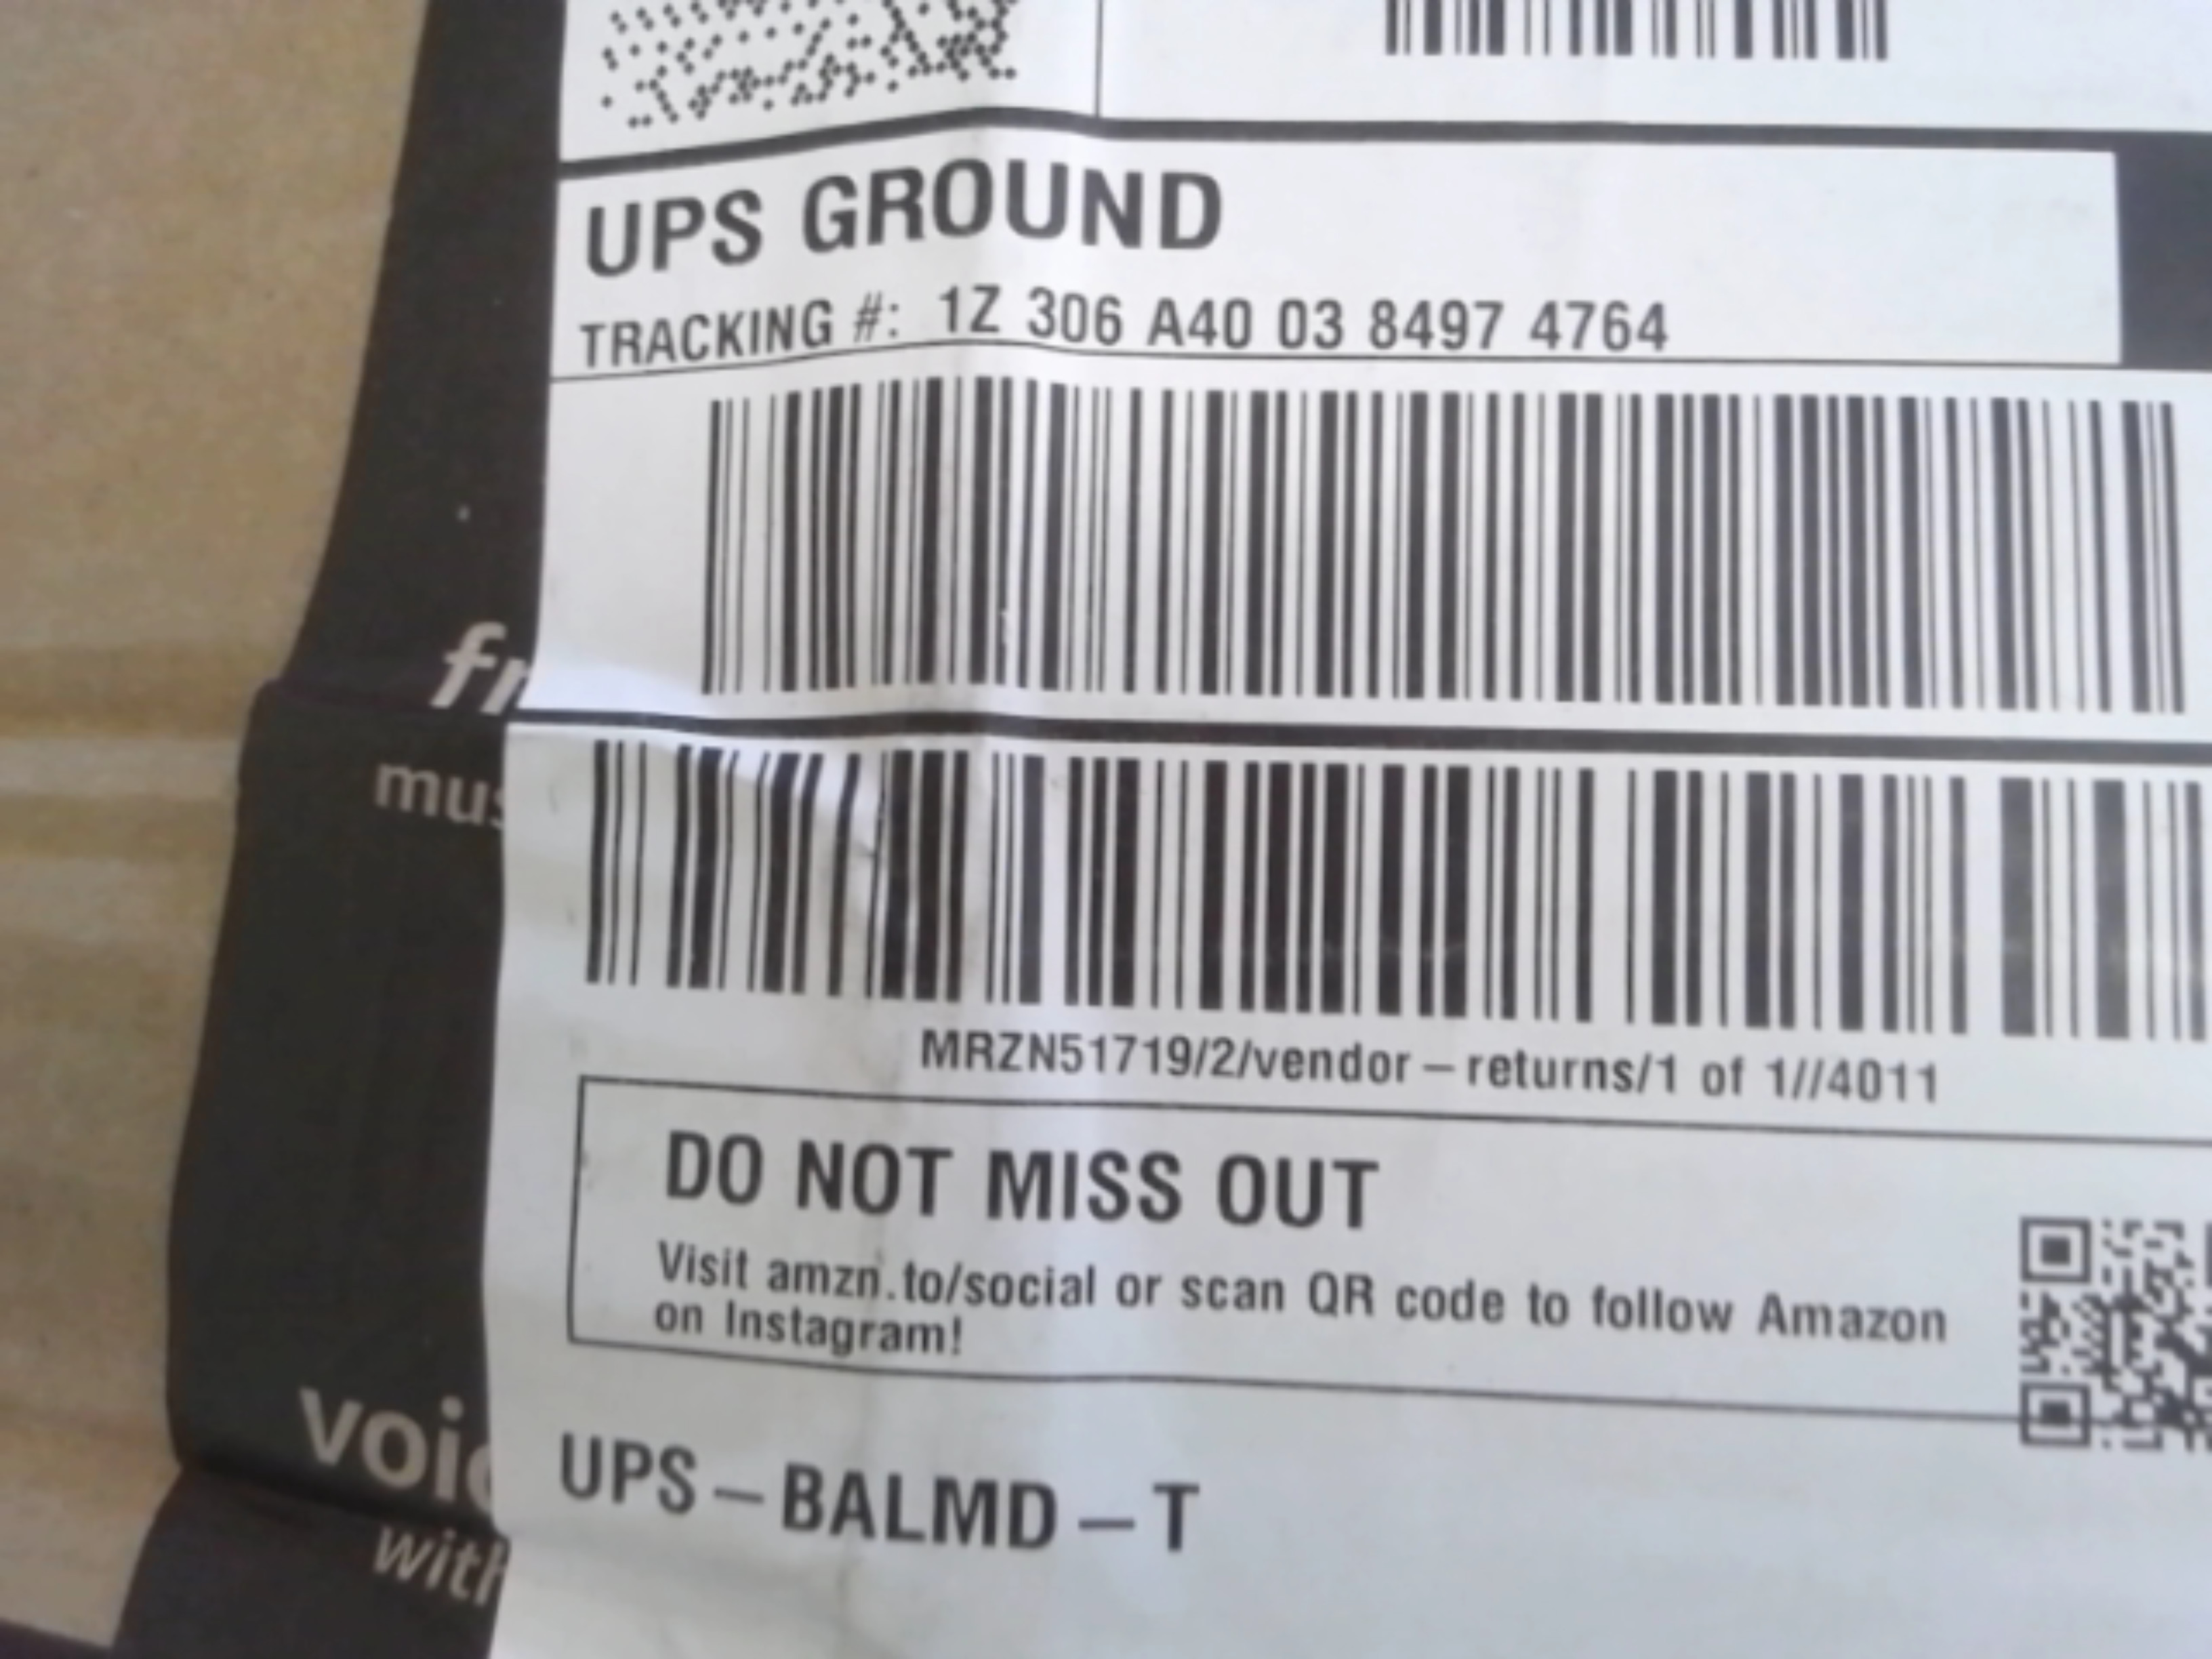 UPS GROUND
TRACKING #: 1Z 306 A40 03 8497 4764
MRZN51719/2/vendor-returns/1 of 1//4011
DO NOT MISS OUT
Visit amzn.to/social or scan QR code to follow Amazon
on Instagram!
UPS-BALMD-T
with